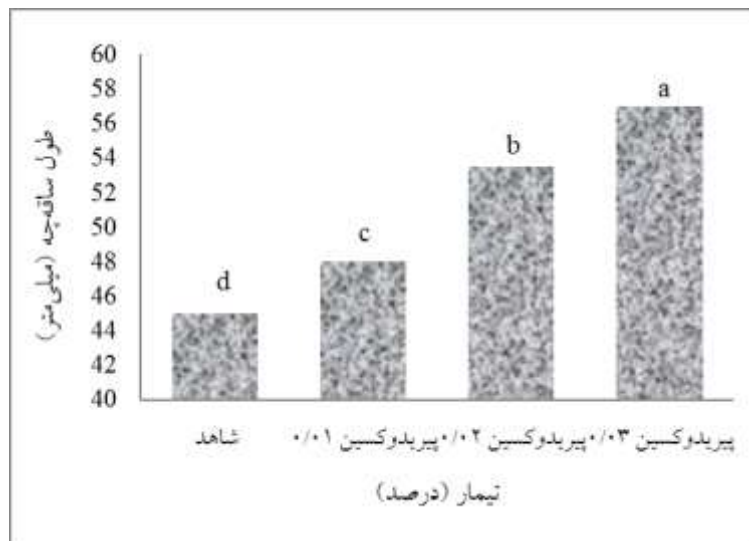 60
58
56
54
52
50
48
46
44
42
40
طول ساقه‌چه (میلی‌متر)
d
c
b
a
شاهد
پیریدوکسین ۰/۰۱
پیریدوکسین ۰/۰۲
پیریدوکسین ۰/۰۳
تیمار (درصد)